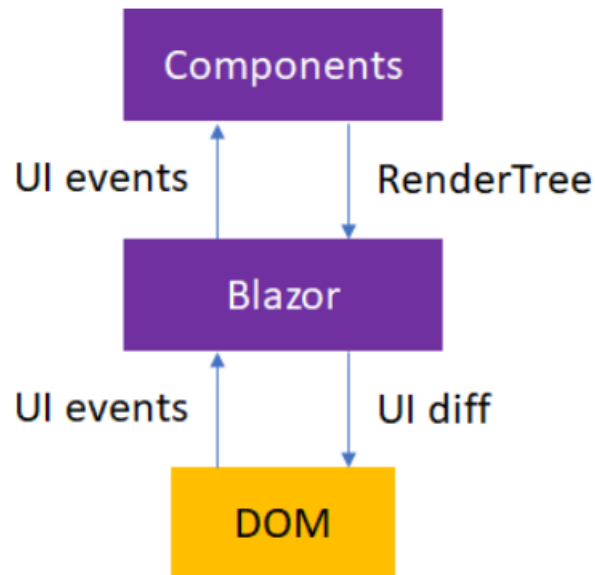 Components
UI events
RenderTree
Blazor
UI events
UI diff
DOM